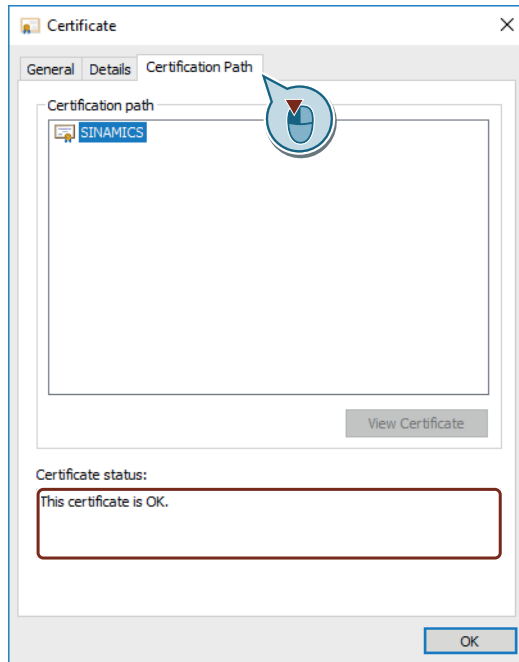 Certificate
General Details Certification Path
Certification path
SINAMICS
View Certificate
Certificate status:
This certificate is OK.
OK